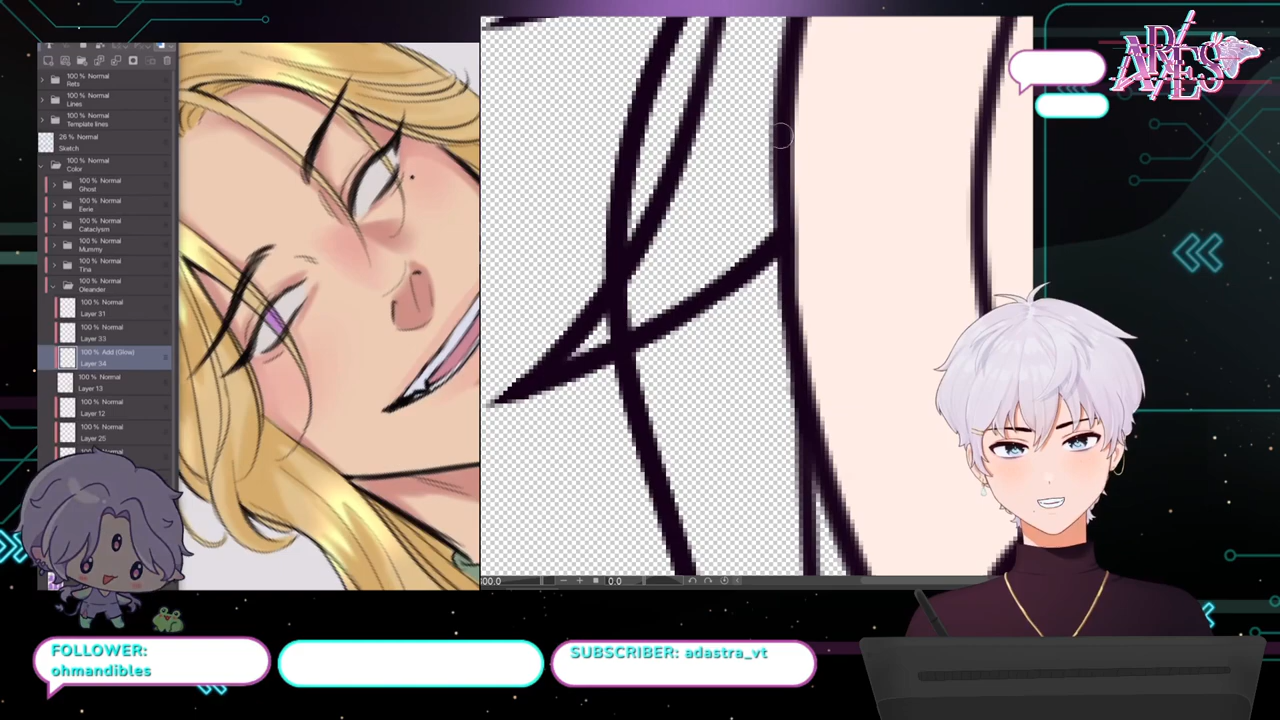 100 % Normal
Refs
100 % Normal
Lines
100 % Normal
Template lines
26 % Normal
Sketch
100 % Normal
Color
100 % Normal
Ghost
100 % Normal
Eerie
100 % Normal
Cataclysm
100 % Normal
Mummy
100 % Normal
Tina
100 % Normal
Oleander
100 % Normal
Layer 31
100 % Normal
Layer 33
100 % Add (Glow)
Layer 34
100 % Normal
Layer 13
100 % Normal
Layer 12
100 % Normal
Layer 25
0.0
ARES
FOLLOWER:
ohmandibles
SUBSCRIBER: adastra_vt